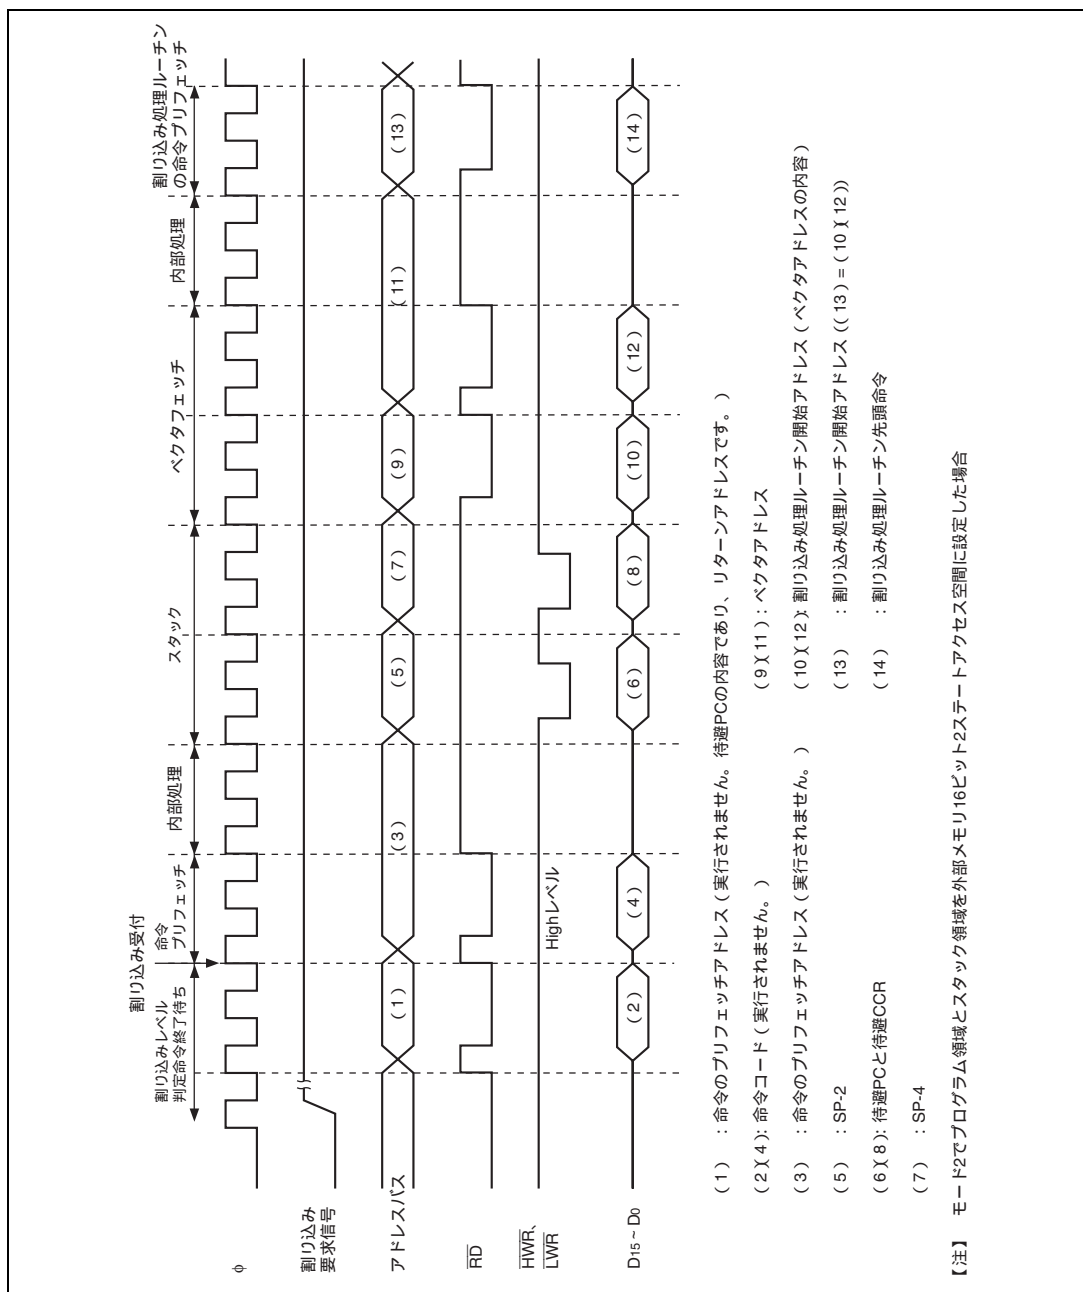 割り込みレベル
判定命令終了待ち
割り込み受付
命令
プリフェッチ
内部処理
スタック
ベクタフェッチ
内部処理
割り込み処理ルーチン
の命令プリフェッチ
φ
割り込み
要求信号
アドレスバス
(1)
(3)
(5)
(7)
(9)
(11)
(13)
RD
HWR、
LWR
Highレベル
D15 ~ D0
(2)
(4)
(6)
(8)
(10)
(12)
(14)
(1) : 命令のプリフェッチアドレス(実行されません。待避PCの内容であり、リターンアドレスです。)
(2)(4): 命令コード(実行されません。)
(3) : 命令のプリフェッチアドレス(実行されません。)
(5) : SP-2
(6)(8): 待避PCと待避CCR
(7) : SP-4
(9)(11): ベクタアドレス
(10)(12): 割り込み処理ルーチン開始アドレス(ベクタアドレスの内容)
(13) : 割り込み処理ルーチン開始アドレス((13)=(10)(12))
(14) : 割り込み処理ルーチン先頭命令
【注】 モード2でプログラム領域とスタック領域を外部メモリ16ビット2ステートアクセス空間に設定した場合